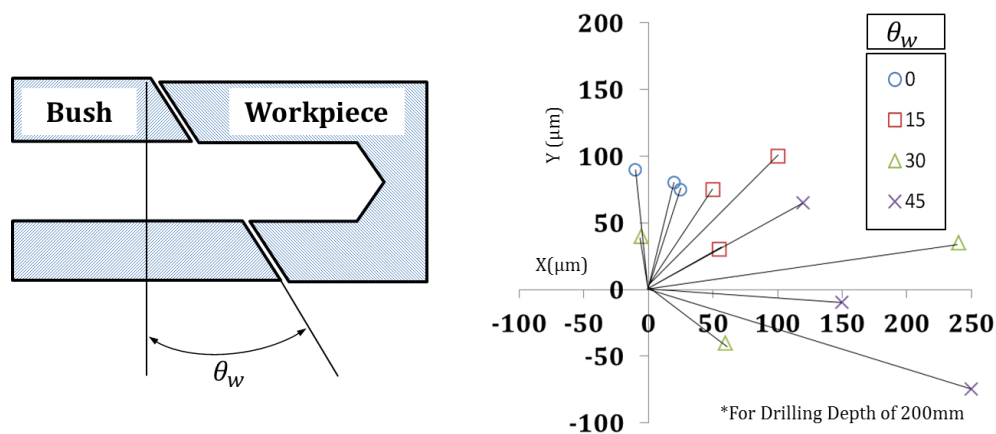 Bush
Workpiece
θw
200
150
100
50
0
-50
-100
Y (μm)
X(μm)
-100 -50 0 50 100 150 200 250
θw
0
15
30
45
*For Drilling Depth of 200mm